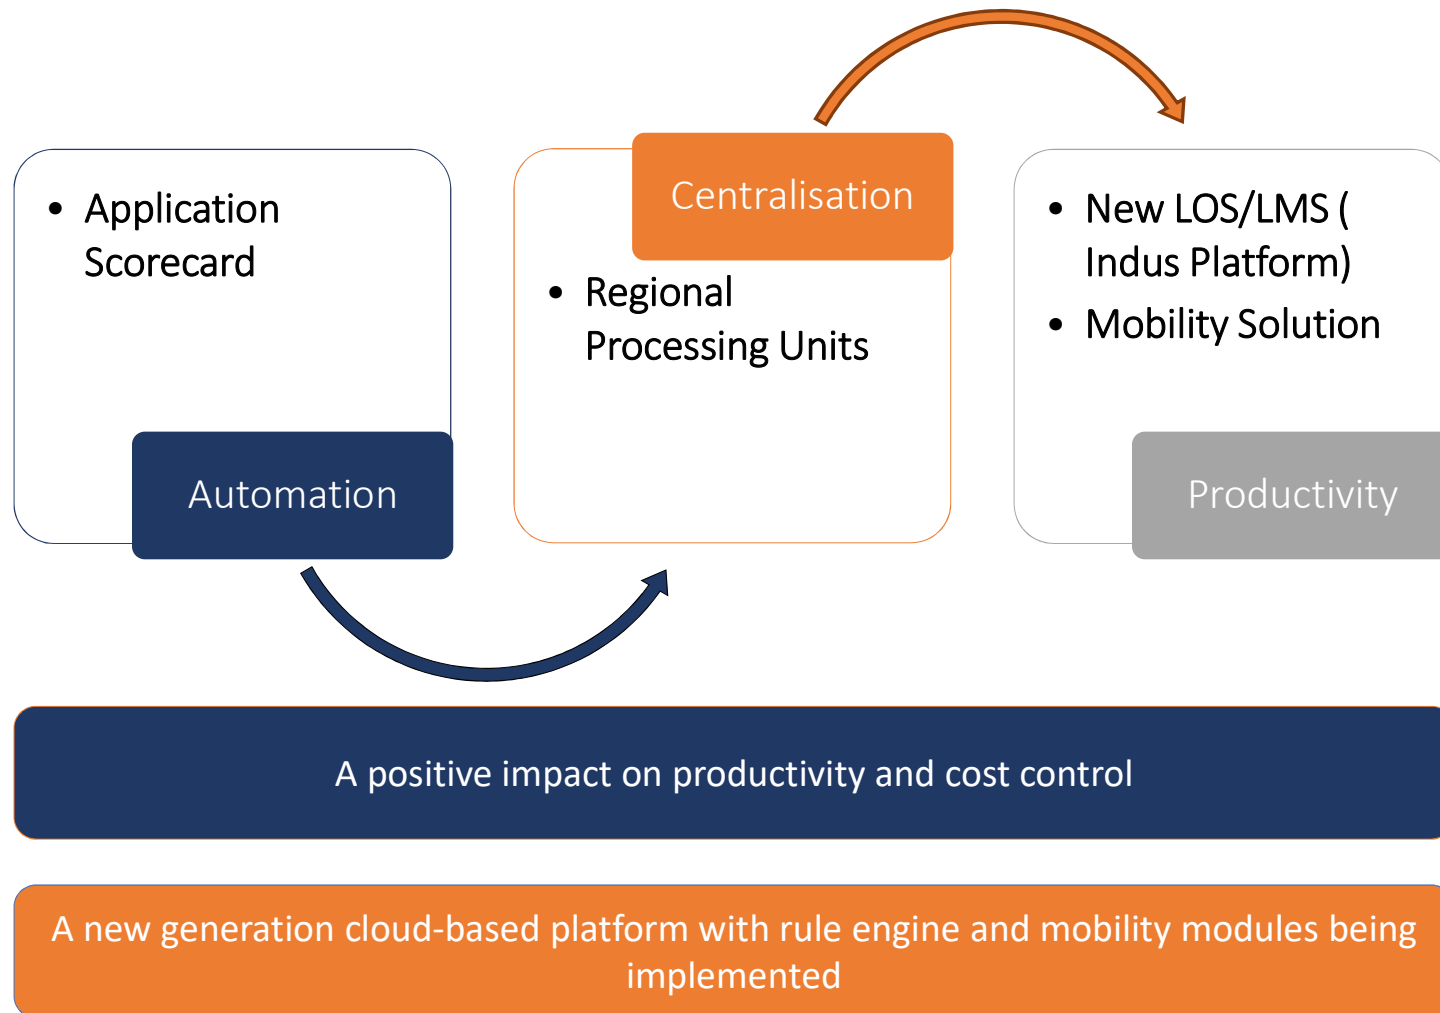 • Application
Scorecard
Automation
Centralisation
• Regional
Processing Units
• New LOS/LMS (
Indus Platform)
• Mobility Solution
Productivity
A positive impact on productivity and cost control
A new generation cloud-based platform with rule engine and mobility modules being
implemented